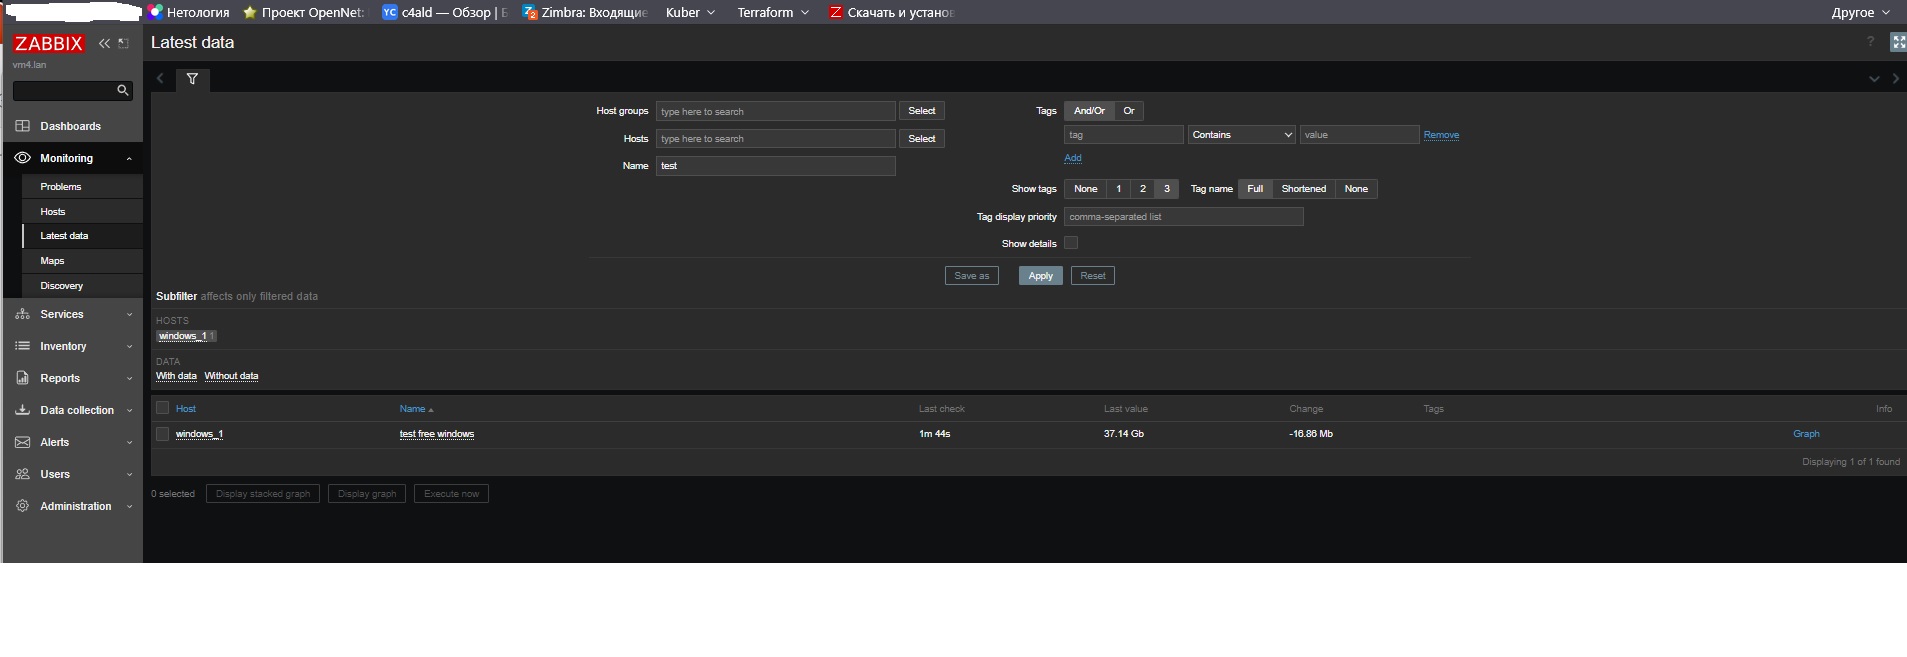 Нетология Проект OpenNet: c4ald — Обзор | Б Zimbra: Входящие Kuber Terraform Скачать и установ Другое
ZABBIX
vm4.lan
Dashboards
Monitoring
Problems
Hosts
Latest data
Maps
Discovery
Services
Inventory
Reports
Data collection
Alerts
Users
Administration
Latest data
?
Host groups type here to search Select
Hosts type here to search Select
Name test
Tags And/Or Or
tag Contains value Remove
Add
Show tags None 1 2 3 Tag name Full Shortened None
Tag display priority comma-separated list
Show details
Save as Apply Reset
Subfilter affects only filtered data
HOSTS
windows_1 1
DATA
With data Without data
Host Name Last check Last value Change Tags Info
windows_1 test free windows 1m 44s 37.14 Gb -16.86 Mb Graph
Displaying 1 of 1 found
0 selected Display stacked graph Display graph Execute now